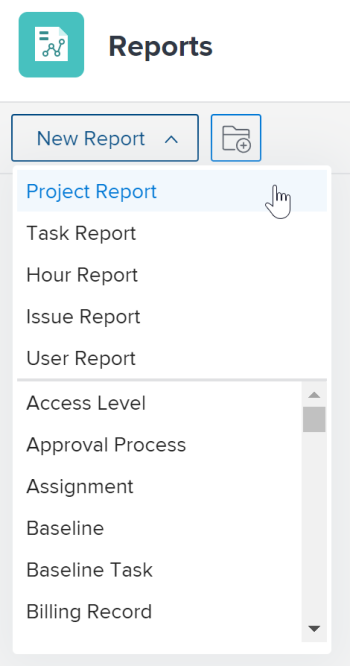 Reports
New Report
Project Report
Task Report
Hour Report
Issue Report
User Report
Access Level
Approval Process
Assignment
Baseline
Baseline Task
Billing Record